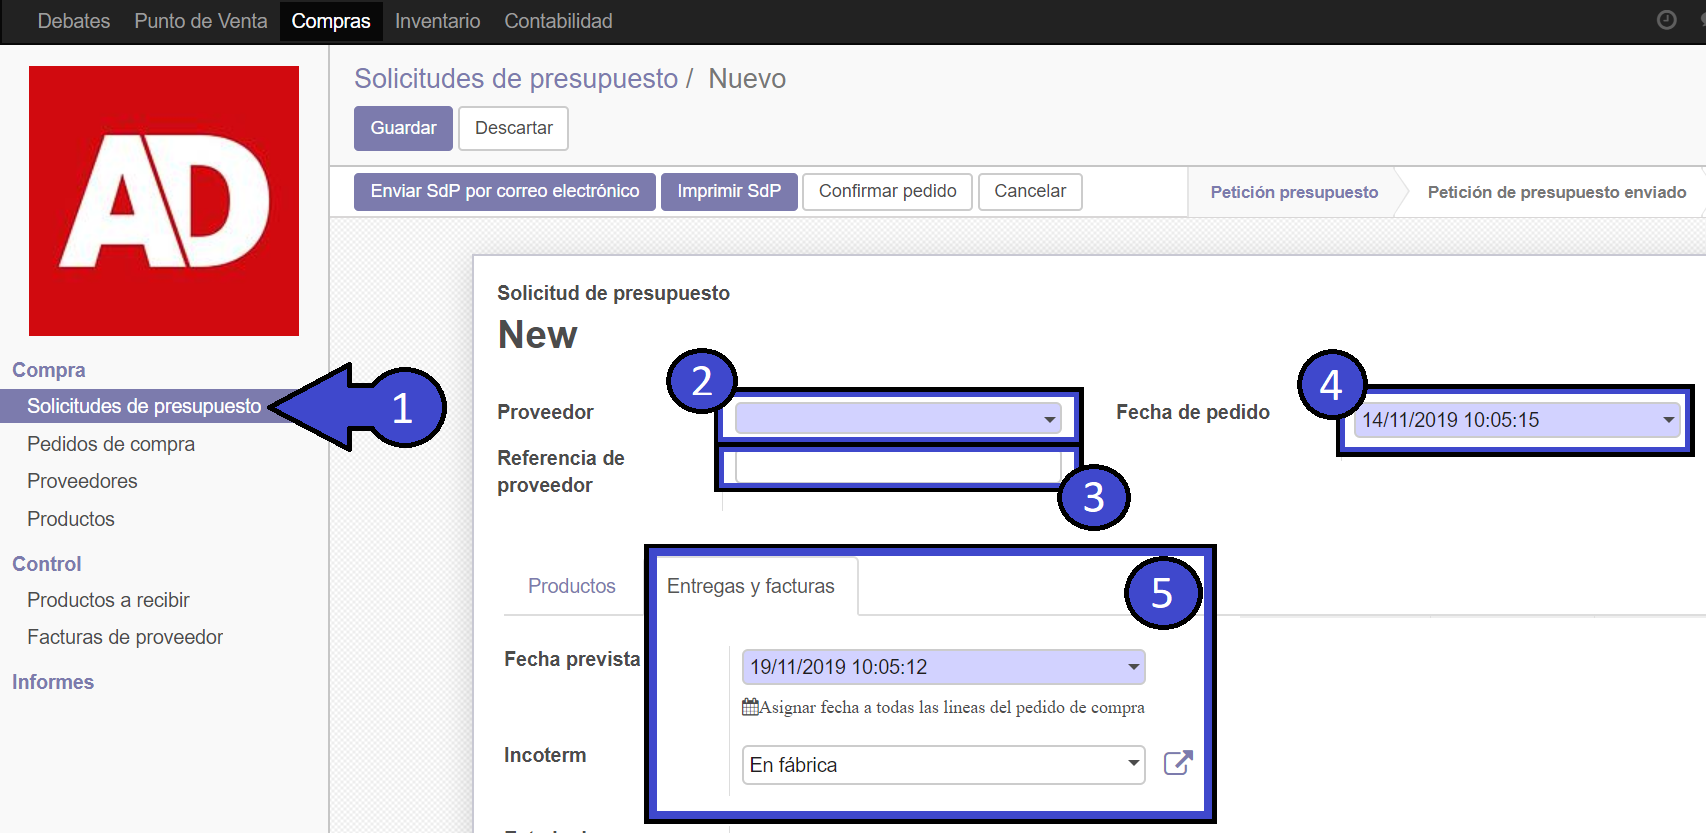 Debates Punto de Venta Compras Inventario Contabilidad
AD
Solicitudes de presupuesto / Nuevo
Guardar Descartar
Enviar SdP por correo electrónico Imprimir SdP Confirmar pedido Cancelar Petición presupuesto Petición de presupuesto enviado
Compra
Solicitudes de presupuesto 1
Pedidos de compra
Proveedores
Productos
Control
Productos a recibir
Facturas de proveedor
Informes
Solicitud de presupuesto
New
2
Proveedor
Referencia de
proveedor
3
4
Fecha de pedido 14/11/2019 10:05:15
Productos Entregas y facturas 5
Fecha prevista 19/11/2019 10:05:12
Asignar fecha a todas las lineas del pedido de compra
Incoterm En fábrica